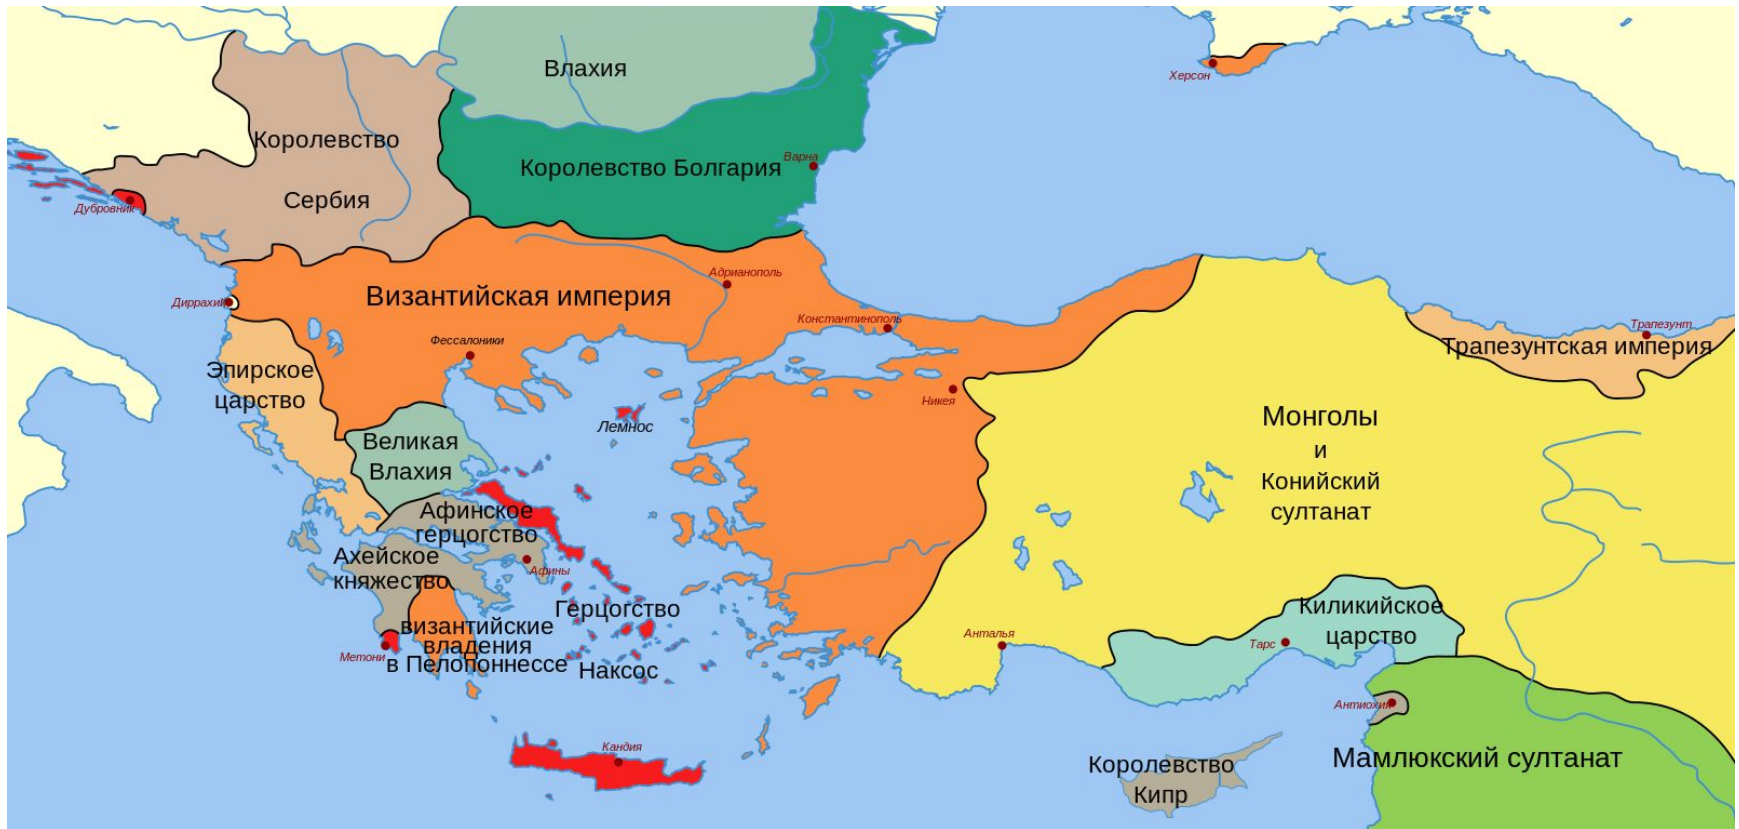 Влахия
Херсон
Королевство
Сербия
Королевство Болгария
Варна
Дубровник
Адрианополь
Византийская империя
Диррахий
Константинополь
Трапезунт
Фессалоники
Трапезунтская империя
Эпирское
царство
Никея
Лемнос
Монголы
и
Конийский
султанат
Великая
Влахия
Афинское
герцогство
Ахейское
княжество
Афины
Герцогство
Наксос
византийские
владения
в Пелопоннессе
Метони
Анталья
Киликийское
царство
Тарс
Антиохия
Кандия
Королевство
Кипр
Мамлюкский султанат